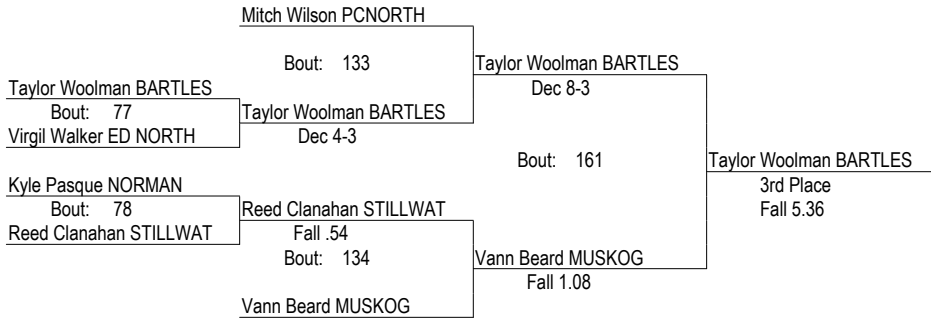 Mitch Wilson PCNORTH
Bout: 133
Taylor Woolman BARTLES
Dec 8-3
Taylor Woolman BARTLES
Bout: 77
Taylor Woolman BARTLES
Virgil Walker ED NORTH
Dec 4-3
Bout: 161
Taylor Woolman BARTLES
3rd Place
Fall 5.36
Kyle Pasque NORMAN
Bout: 78
Reed Clanahan STILLWAT
Reed Clanahan STILLWAT
Fall .54
Bout: 134
Vann Beard MUSKOG
Fall 1.08
Vann Beard MUSKOG